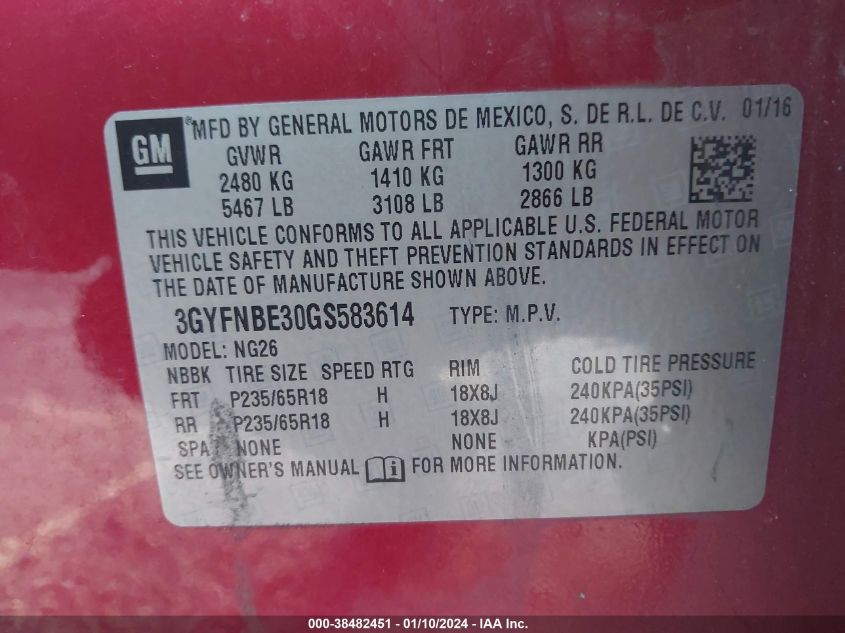 GM
®MFD BY GENERAL MOTORS DE MEXICO, S. DE R.L. DE C.V. 01/16
GVWR GAWR FRT GAWR RR
2480 KG 1410 KG 1300 KG
5467 LB 3108 LB 2866 LB
THIS VEHICLE CONFORMS TO ALL APPLICABLE U.S. FEDERAL MOTOR
VEHICLE SAFETY AND THEFT PREVENTION STANDARDS IN EFFECT ON
THE DATE OF MANUFACTURE SHOWN ABOVE.
3GYFNBE30GS583614 TYPE: M.P.V.
MODEL: NG26
NBBK TIRE SIZE SPEED RTG RIM COLD TIRE PRESSURE
FRT P235/65R18 H 18X8J 240KPA(35PSI)
RR P235/65R18 H 18X8J 240KPA(35PSI)
SPA NONE NONE KPA(PSI)
SEE OWNER'S MANUAL i FOR MORE INFORMATION.
000-38482451 - 01/10/2024 - IAA Inc.